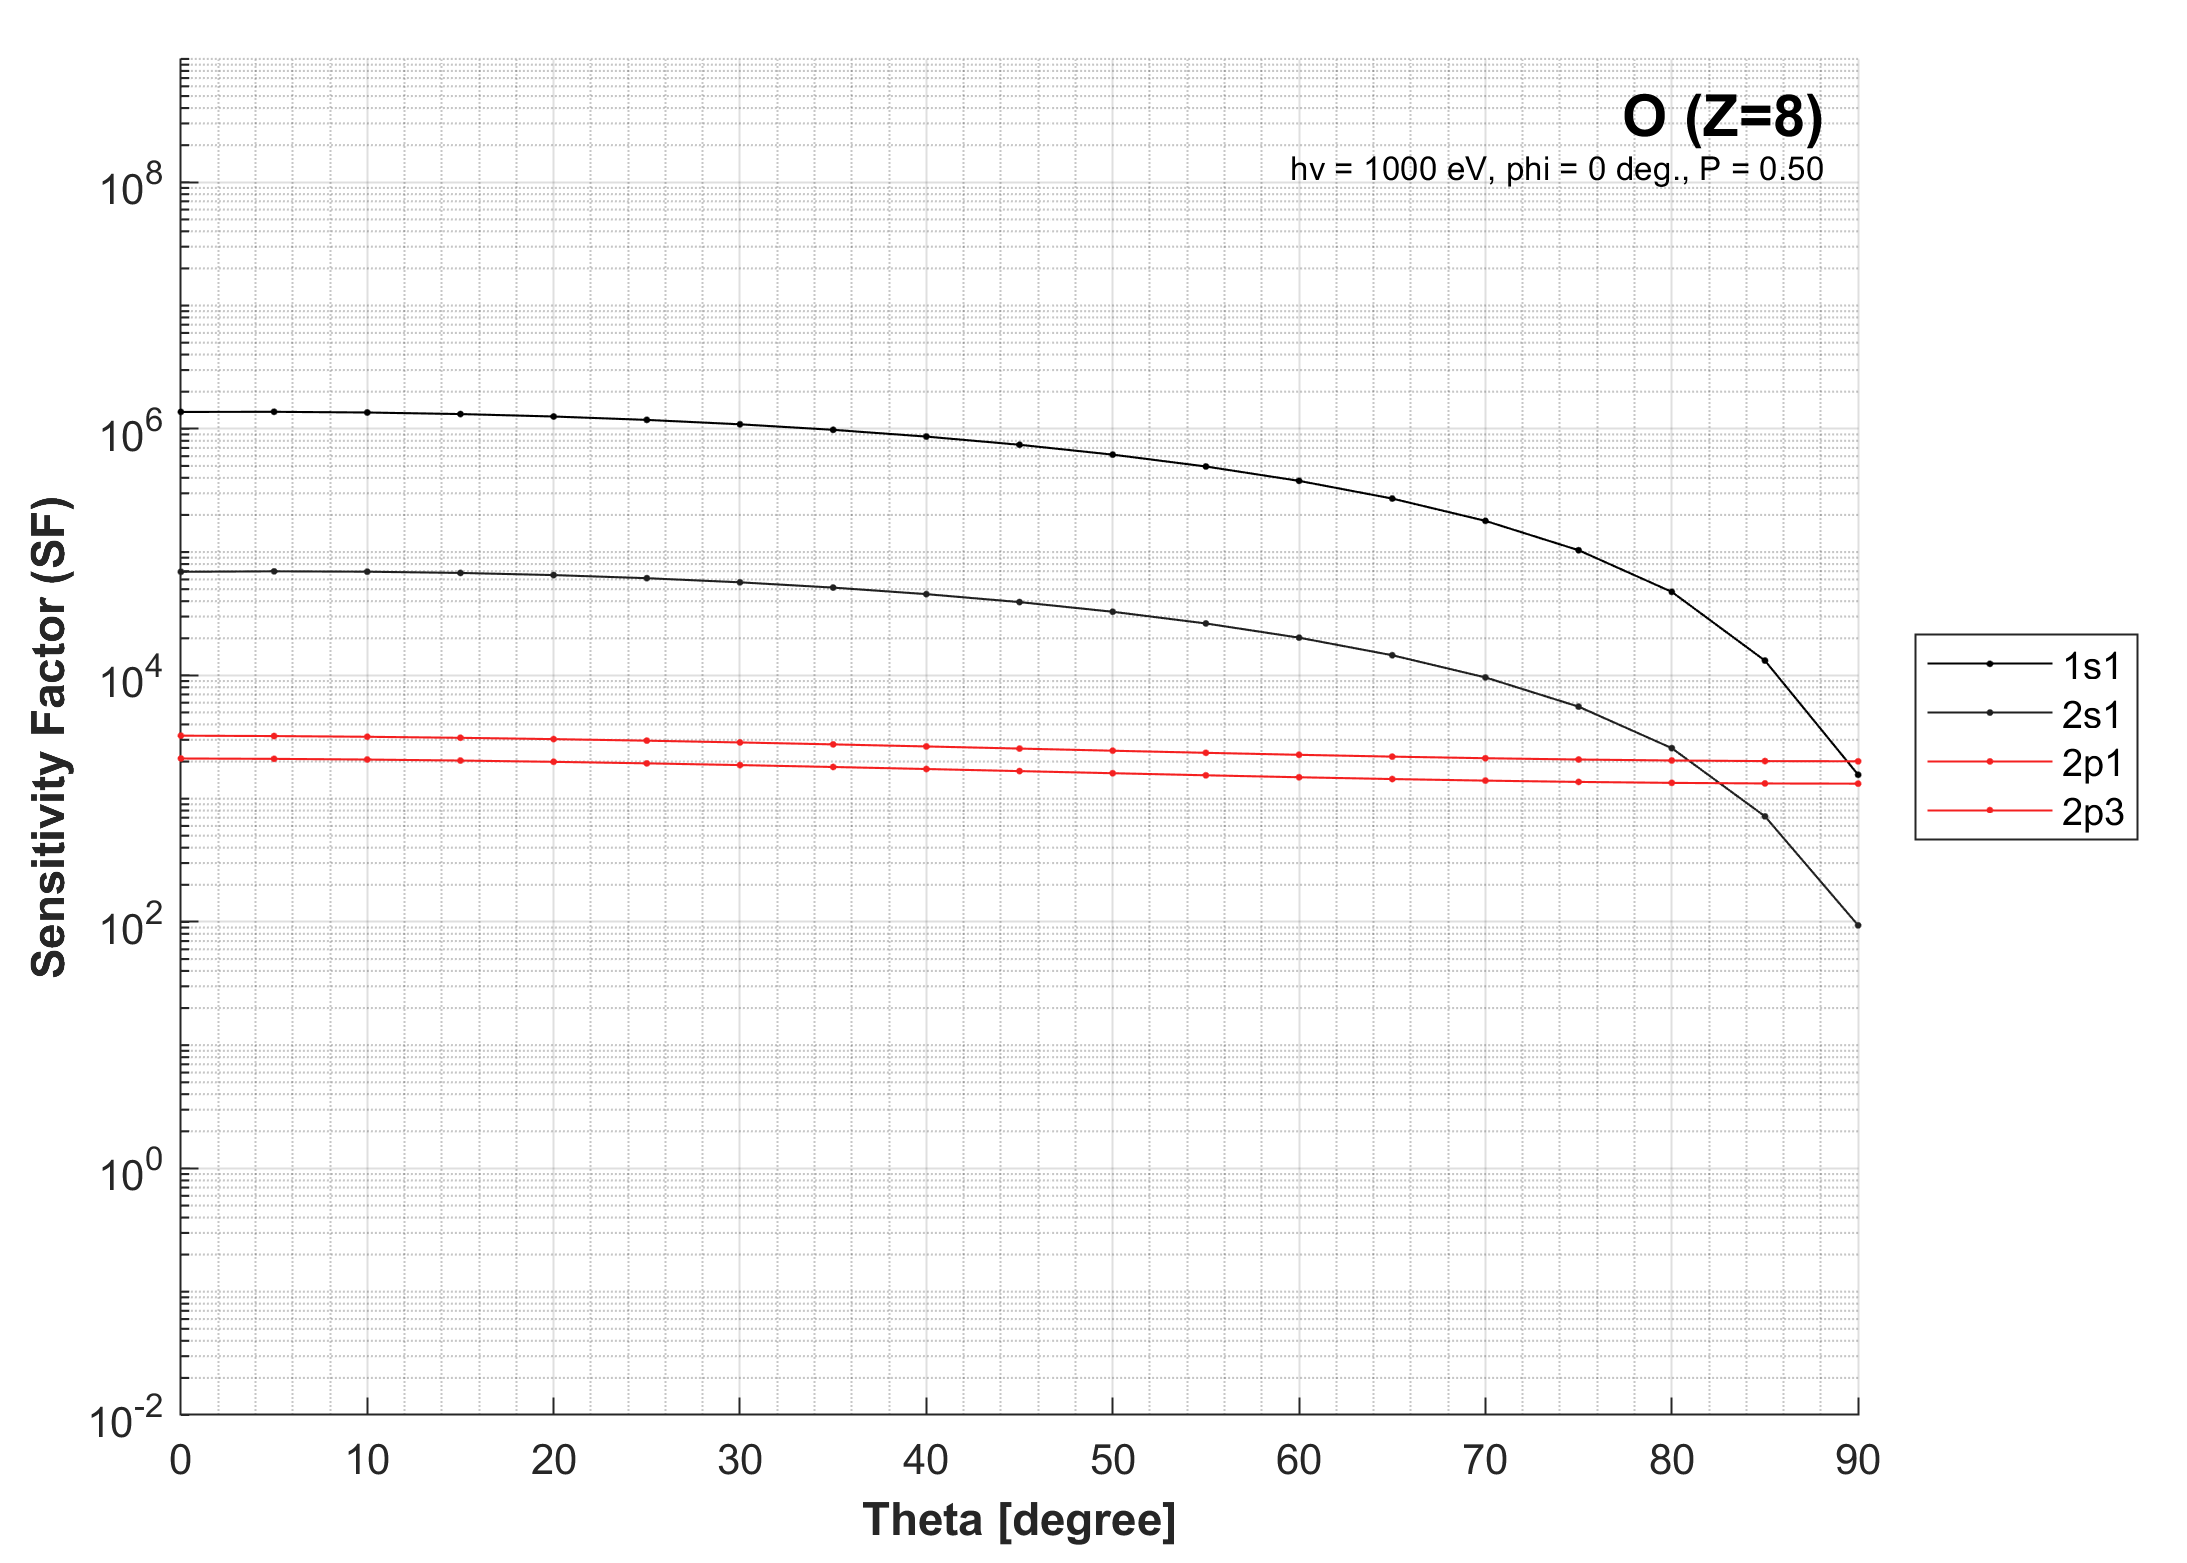 O (Z=8)
hv = 1000 eV, phi = 0 deg., P = 0.50
Sensitivity Factor (SF)
10^8
10^6
10^4
10^2
10^0
10^-2
0 10 20 30 40 50 60 70 80 90
Theta [degree]
1s1
2s1
2p1
2p3